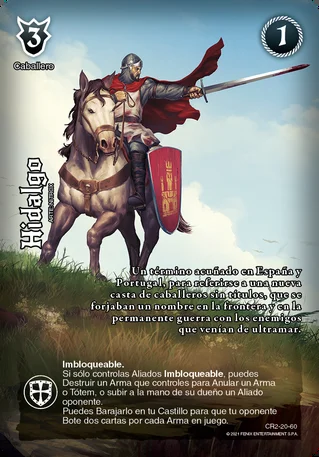 3
1
Caballero
Hidalgo
Un término acuñado en España y
Portugal, para referirse a una nueva
casta de caballeros sin títulos, que se
forjaban un nombre en la frontera y en la
permanente guerra con los enemigos
que venían de ultramar.
Imbloqueable.
Si sólo controlas Aliados Imbloqueable, puedes
Destruir un Arma que controles para Anular un Arma
o Tótem, o subir a la mano de su dueño un Aliado
oponente.
Puedes Barajarlo en tu Castillo para que tu oponente
Bote dos cartas por cada Arma en juego.
CR2-20-60
© 2021 FENIX ENTERTAINMENT S.P.A.